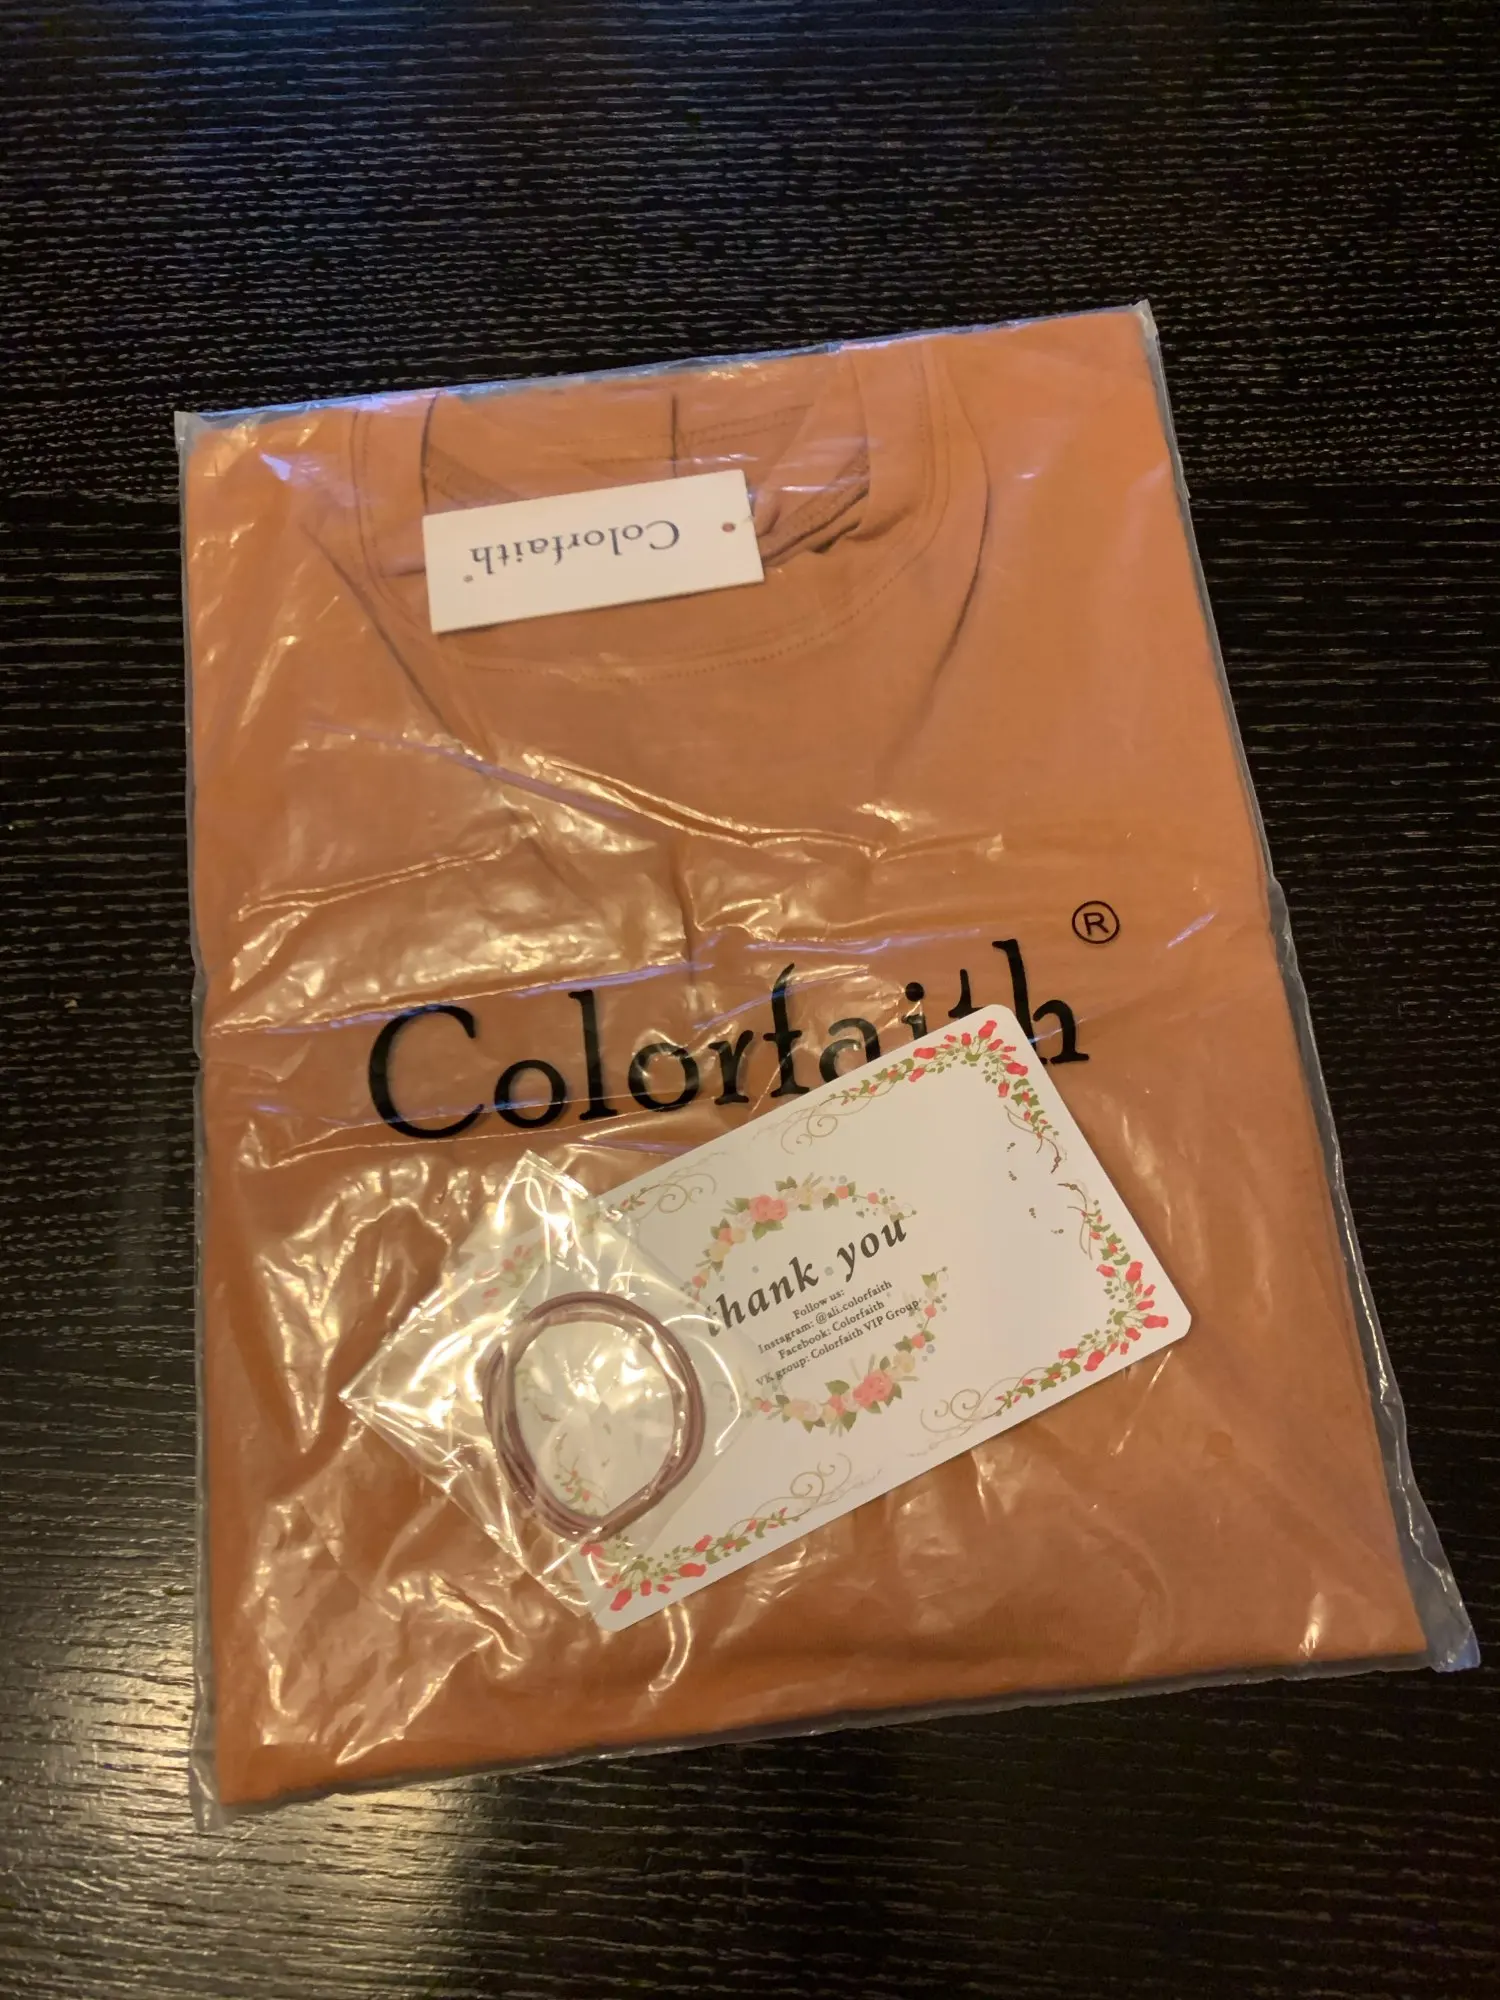 Colorfaith®
Colorfaith®
thank you
Follow us:
Instagram: @ali.colorfaith
Facebook: Colorfaith
VK group: Colorfaith VIP Group